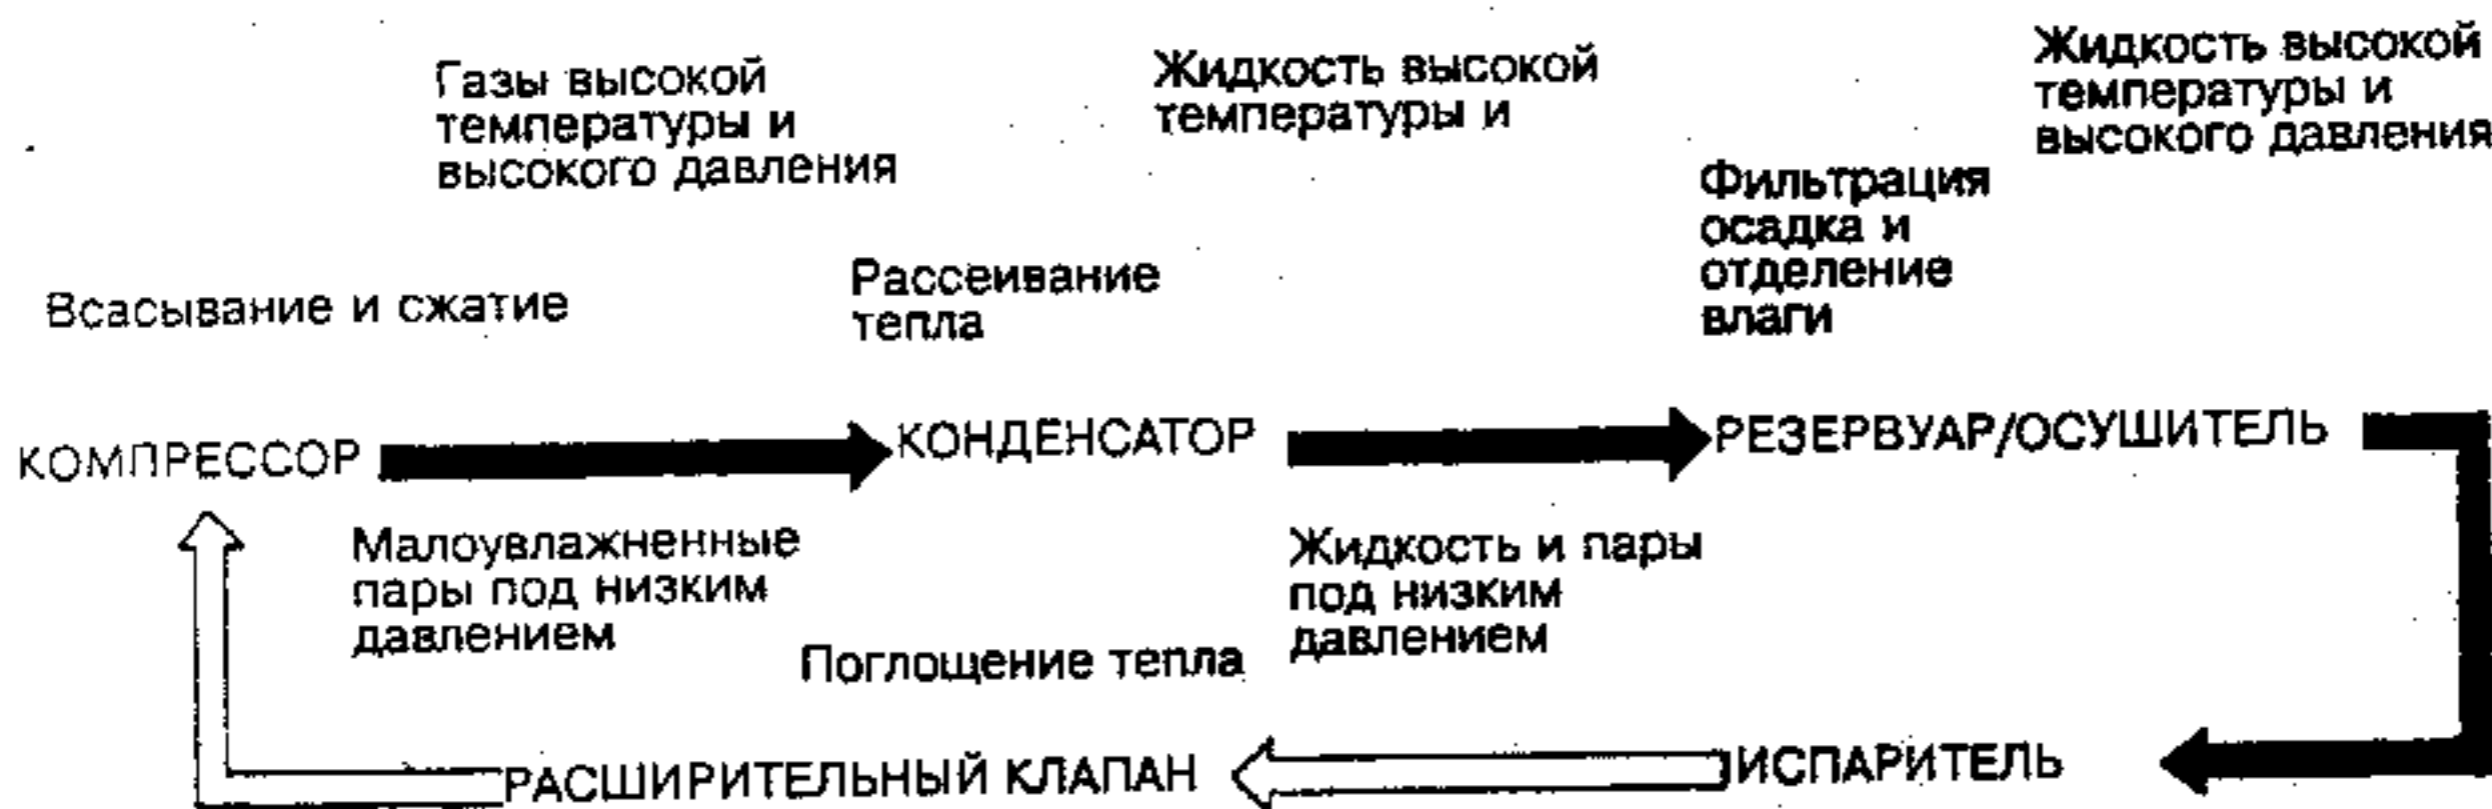 Газы высокой
температуры и
высокого давления
Жидкость высокой
температуры и
Жидкость высокой
температуры и
высокого давления
Всасывание и сжатие
Рассеивание
тепла
Фильтрация
осадка и
отделение
влаги
КОМПРЕССОР
КОНДЕНСАТОР
РЕЗЕРВУАР/ОСУШИТЕЛЬ
Малоувлажненные
пары под низким
давлением
Поглощение тепла
Жидкость и пары
под низким
давлением
РАСШИРИТЕЛЬНЫЙ КЛАПАН
ИСПАРИТЕЛЬ